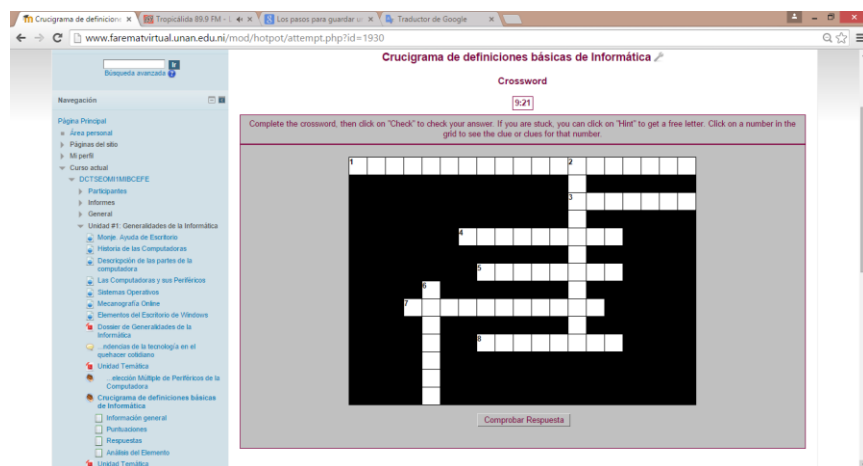 Crucigrama de definicione
Tropicálida 89.9 FM - L
Los pasos para guardar u
Traductor de Google
www.farematvirtual.unan.edu.ni/mod/hotpot/attempt.php?id=1930
Ir
Búsqueda avanzada
Navegación
Página Principal
Área personal
Páginas del sitio
Mi perfil
Curso actual
DCTSEOMI1MIBCEFE
Participantes
Informes
General
Unidad #1: Generalidades de la Informática
Monje. Ayuda de Escritorio
Historia de las Computadoras
Descripción de las partes de la
computadora
Las Computadoras y sus Periféricos
Sistemas Operativos
Mecanografía Online
Elementos del Escritorio de Windows
Dossier de Generalidades de la
Informática
...ndencias de la tecnología en el
quehacer cotidiano
Unidad Temática
...elección Múltiple de Periféricos de la
Computadora
Crucigrama de definiciones básicas
de Informática
Información general
Puntuaciones
Respuestas
Análisis del Elemento
Unidad Temática
Crucigrama de definiciones básicas de Informática
Crossword
9:21
Complete the crossword, then click on "Check" to check your answer. If you are stuck, you can click on "Hint" to get a free letter. Click on a number in the
grid to see the clue or clues for that number.
1 2
3
4
5
6
7
8
Comprobar Respuesta